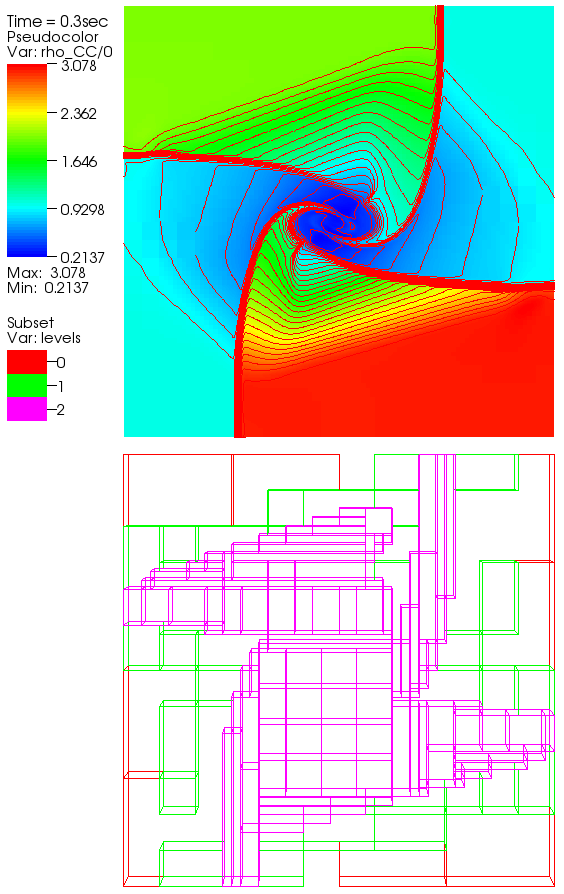 Time = 0.3sec
Pseudocolor
Var: rho_CC/0
3.078
2.362
1.646
0.9298
0.2137
Max: 3.078
Min: 0.2137
Subset
Var: levels
0
1
2